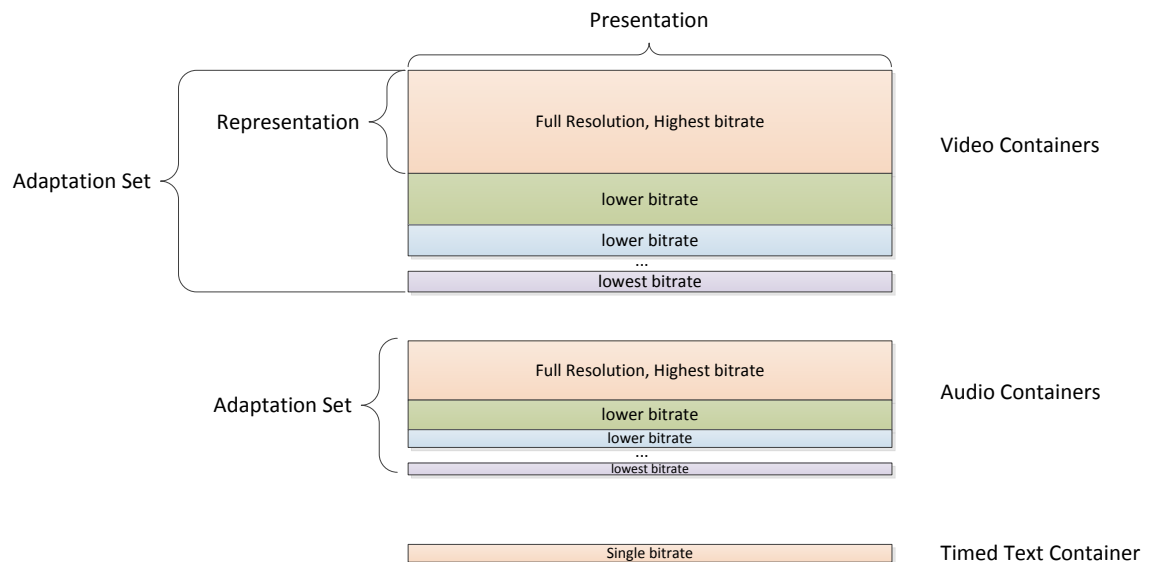 Presentation
Full Resolution, Highest bitrate
Representation
Video Containers
Adaptation Set
lower bitrate
lower bitrate
...
lowest bitrate
Full Resolution, Highest bitrate
Audio Containers
Adaptation Set
lower bitrate
lower bitrate
...
lowest bitrate
Single bitrate
Timed Text Container